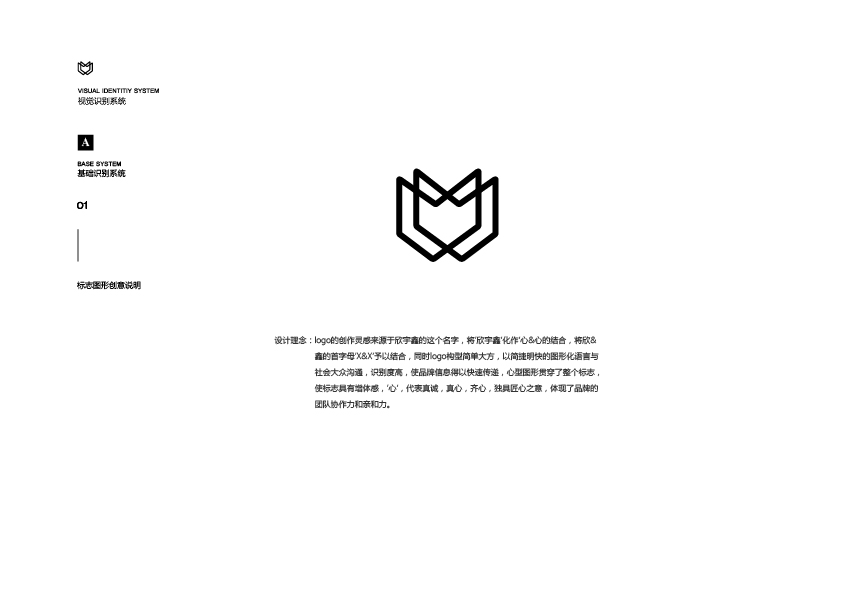 VISUAL IDENTITIY SYSTEM
视觉识别系统
A
BASE SYSTEM
基础识别系统
01
标志图形创意说明
设计理念：logo的创作灵感来源于欣宇鑫的这个名字，将'欣宇鑫'化作'心&心的结合，将欣&
鑫的首字母'X&X'予以结合，同时logo构型简单大方，以简捷明快的图形化语言与
社会大众沟通，识别度高，使品牌信息得以快速传递，心型图形贯穿了整个标志，
使标志具有增体感，'心'，代表真诚，真心，齐心，独具匠心之意，体现了品牌的
团队协作力和亲和力。